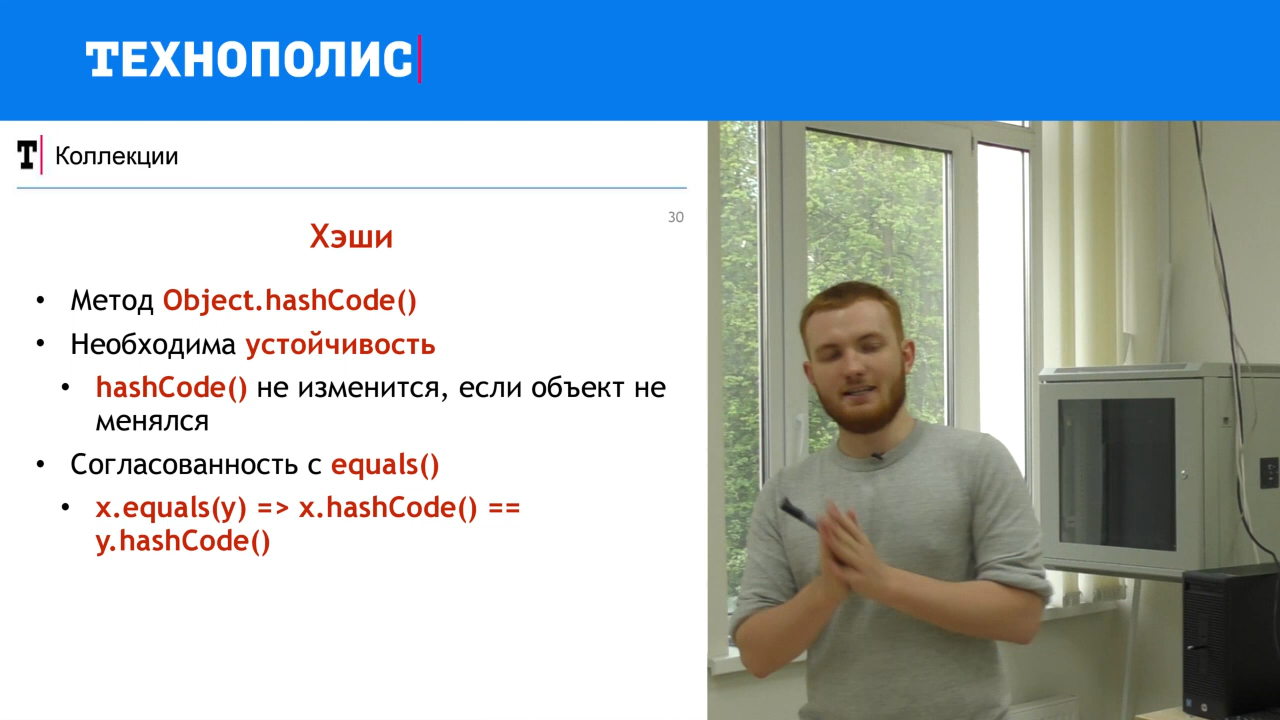 ТЕХНОПОЛИС
Т Коллекции
30
Хэши
• Метод Object.hashCode()
• Необходима устойчивость
• hashCode() не изменится, если объект не
менялся
• Согласованность с equals()
• x.equals(y) => x.hashCode() ==
y.hashCode()